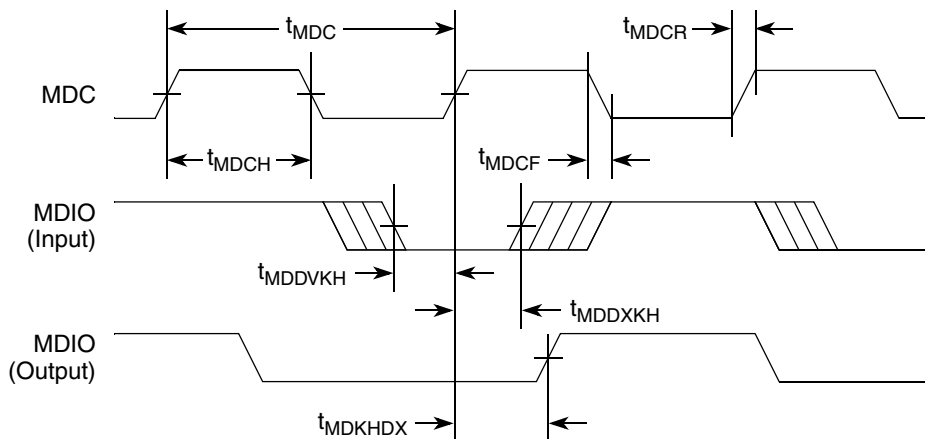 tMDC
tMDCR
MDC
tMDCH
tMDCF
MDIO
(Input)
tMDDVKH
tMDDXKH
MDIO
(Output)
tMDKHDX